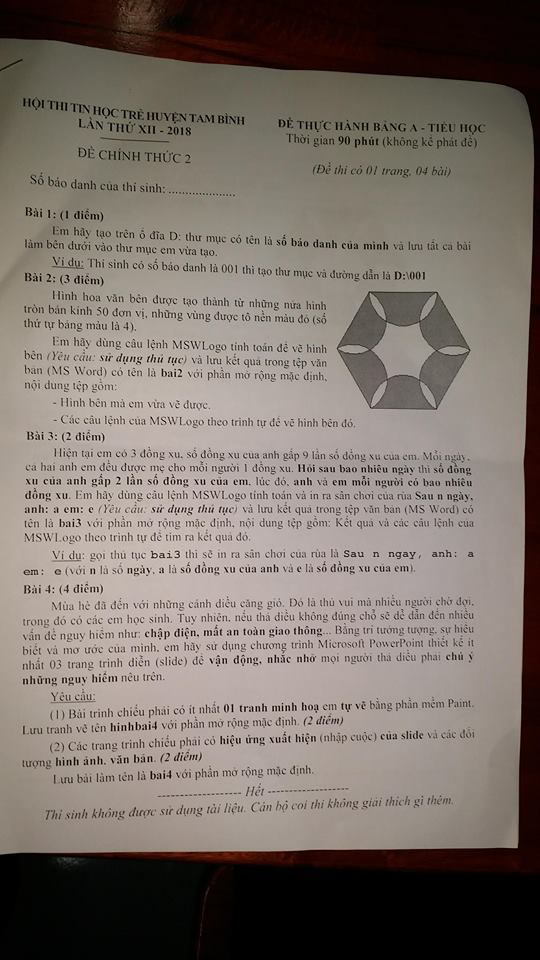 HỘI THI TIN HỌC TRẺ HUYỆN TAM BÌNH
LẦN THỨ XII - 2018
ĐỀ CHÍNH THỨC 2
Số báo danh của thí sinh: ....................
ĐỀ THỰC HÀNH BẢNG A - TIỂU HỌC
Thời gian 90 phút (không kể phát đề)
(Đề thi có 01 trang, 04 bài)
Bài 1: (1 điểm)
Em hãy tạo trên ổ đĩa D: thư mục có tên là số báo danh của mình và lưu tất cả bài
làm bên dưới vào thư mục em vừa tạo.
Ví dụ: Thí sinh có số báo danh là 001 thì tạo thư mục và đường dẫn là D:\001
Bài 2: (3 điểm)
Hình hoa văn bên được tạo thành từ những nửa hình
tròn bán kính 50 đơn vị, những vùng được tô nền màu đỏ (số
thứ tự bảng màu là 4).
Em hãy dùng câu lệnh MSWLogo tính toán để vẽ hình
bên (Yêu cầu: sử dụng thủ tục) và lưu kết quả trong tệp văn
bản (MS Word) có tên là bai2 với phần mở rộng mặc định,
nội dung tệp gồm:
- Hình bên mà em vừa vẽ được.
- Các câu lệnh của MSWLogo theo trình tự để vẽ hình bên đó.
Bài 3: (2 điểm)
Hiện tại em có 3 đồng xu, số đồng xu của anh gấp 9 lần số đồng xu của em. Mỗi ngày,
cả hai anh em đều được mẹ cho mỗi người 1 đồng xu. Hỏi sau bao nhiêu ngày thì số đồng
xu của anh gấp 2 lần số đồng xu của em, lúc đó, anh và em mỗi người có bao nhiêu
đồng xu. Em hãy dùng câu lệnh MSWLogo tính toán và in ra sân chơi của rùa Sau n ngày,
anh: a em: e (Yêu cầu: sử dụng thủ tục) và lưu kết quả trong tệp văn bản (MS Word) có
tên là bai3 với phần mở rộng mặc định, nội dung tệp gồm: Kết quả và các câu lệnh của
MSWLogo theo trình tự để tìm ra kết quả đó.
Ví dụ: gọi thủ tục bai3 thì sẽ in ra sân chơi của rùa là Sau n ngay, anh: a
em: e (với n là số ngày, a là số đồng xu của anh và e là số đồng xu của em).
Bài 4: (4 điểm)
Mùa hè đã đến với những cánh diều căng gió. Đó là thú vui mà nhiều người chờ đợi,
trong đó có các em học sinh. Tuy nhiên, nếu thả diều không đúng chỗ sẽ dễ dẫn đến nhiều
vấn đề nguy hiểm như: chập điện, mất an toàn giao thông... Bằng trí tưởng tượng, sự hiểu
biết và mơ ước của mình, em hãy sử dụng chương trình Microsoft PowerPoint thiết kế ít
nhất 03 trang trình diễn (slide) để vận động, nhắc nhở mọi người thả diều phải chú ý
những nguy hiểm nêu trên.
Yêu cầu:
(1) Bài trình chiếu phải có ít nhất 01 tranh minh hoạ em tự vẽ bằng phần mềm Paint.
Lưu tranh vẽ tên hinhbai4 với phần mở rộng mặc định. (2 điểm)
(2) Các trang trình chiếu phải có hiệu ứng xuất hiện (nhập cuộc) của slide và các đối
tượng hình ảnh, văn bản. (2 điểm)
Lưu bài làm tên là bai4 với phần mở rộng mặc định.
-------------------- Hết --------------------
Thí sinh không được sử dụng tài liệu. Cán bộ coi thi không giải thích gì thêm.